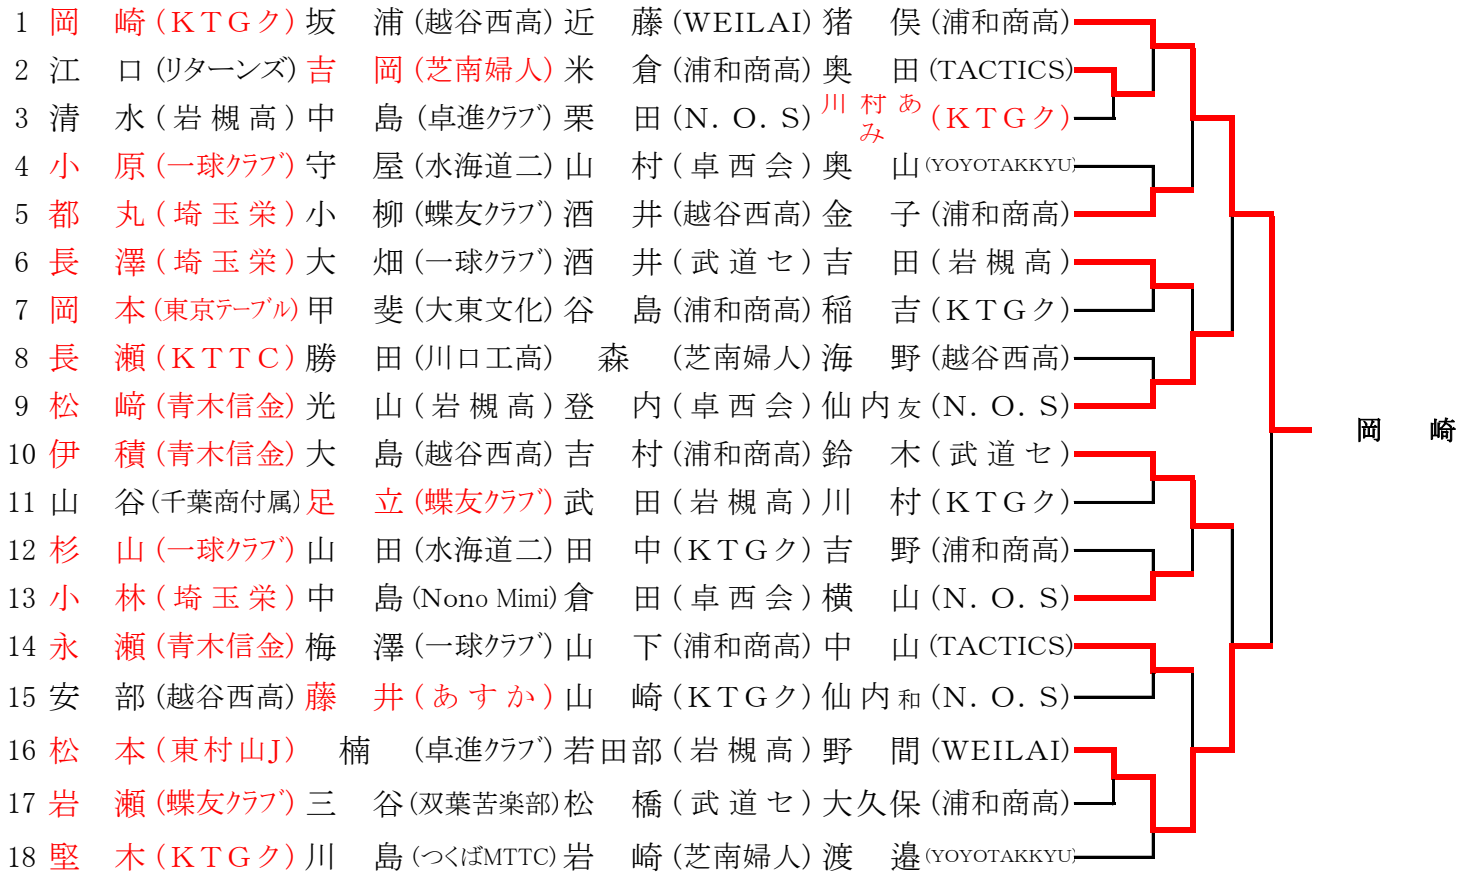 1 岡 崎 (KTGク) 坂 浦 (越谷西高) 近 藤 (WEILAI) 猪 俣 (浦和商高)
2 江 口 (リターンズ) 吉 岡 (芝南婦人) 米 倉 (浦和商高) 奥 田 (TACTICS)
3 清 水 (岩槻高) 中 島 (卓進クラブ) 栗 田 (N. O. S) 川村あみ (KTGク)
4 小 原 (一球クラブ) 守 屋 (水海道二) 山 村 (卓西会) 奥 山 (YOYOTAKKYU)
5 都 丸 (埼玉栄) 小 柳 (蝶友クラブ) 酒 井 (越谷西高) 金 子 (浦和商高)
6 長 澤 (埼玉栄) 大 畑 (一球クラブ) 酒 井 (武道セ) 吉 田 (岩槻高)
7 岡 本 (東京テーブル) 甲 斐 (大東文化) 谷 島 (浦和商高) 稲 吉 (KTGク)
8 長 瀬 (KTTC) 勝 田 (川口工高) 森 (芝南婦人) 海 野 (越谷西高)
9 松 﨑 (青木信金) 光 山 (岩槻高) 登 内 (卓西会) 仙内友 (N. O. S)
岡 崎
10 伊 積 (青木信金) 大 島 (越谷西高) 吉 村 (浦和商高) 鈴 木 (武道セ)
11 山 谷 (千葉商付属) 足 立 (蝶友クラブ) 武 田 (岩槻高) 川 村 (KTGク)
12 杉 山 (一球クラブ) 山 田 (水海道二) 田 中 (KTGク) 吉 野 (浦和商高)
13 小 林 (埼玉栄) 中 島 (Nono Mimi) 倉 田 (卓西会) 横 山 (N. O. S)
14 永 瀬 (青木信金) 梅 澤 (一球クラブ) 山 下 (浦和商高) 中 山 (TACTICS)
15 安 部 (越谷西高) 藤 井 (あすか) 山 崎 (KTGク) 仙内和 (N. O. S)
16 松 本 (東村山J) 楠 (卓進クラブ) 若田部 (岩槻高) 野 間 (WEILAI)
17 岩 瀬 (蝶友クラブ) 三 谷 (双葉苦楽部) 松 橋 (武道セ) 大久保 (浦和商高)
18 堅 木 (KTGク) 川 島 (つくばMTTC) 岩 崎 (芝南婦人) 渡 邉 (YOYOTAKKYU)